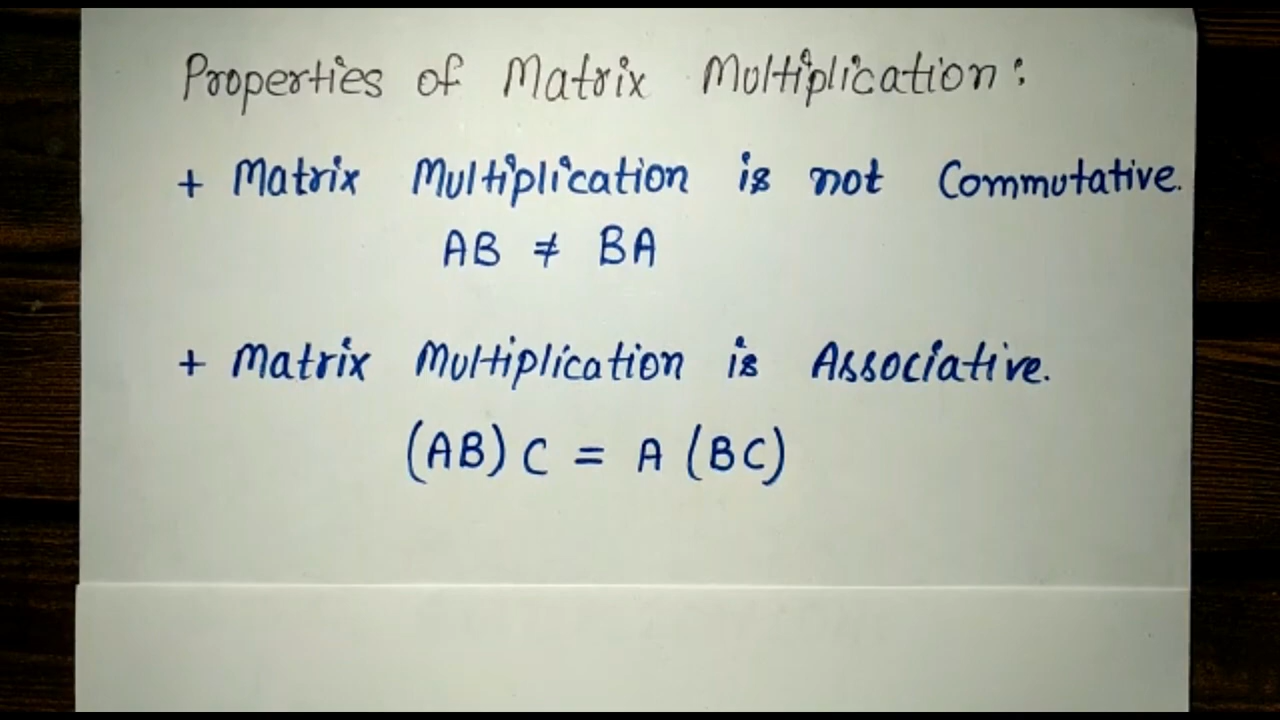 Properties of Matrix Multiplication:
+ Matrix Multiplication is not Commutative.
AB ≠ BA
+ Matrix Multiplication is Associative.
(AB) C = A (BC)